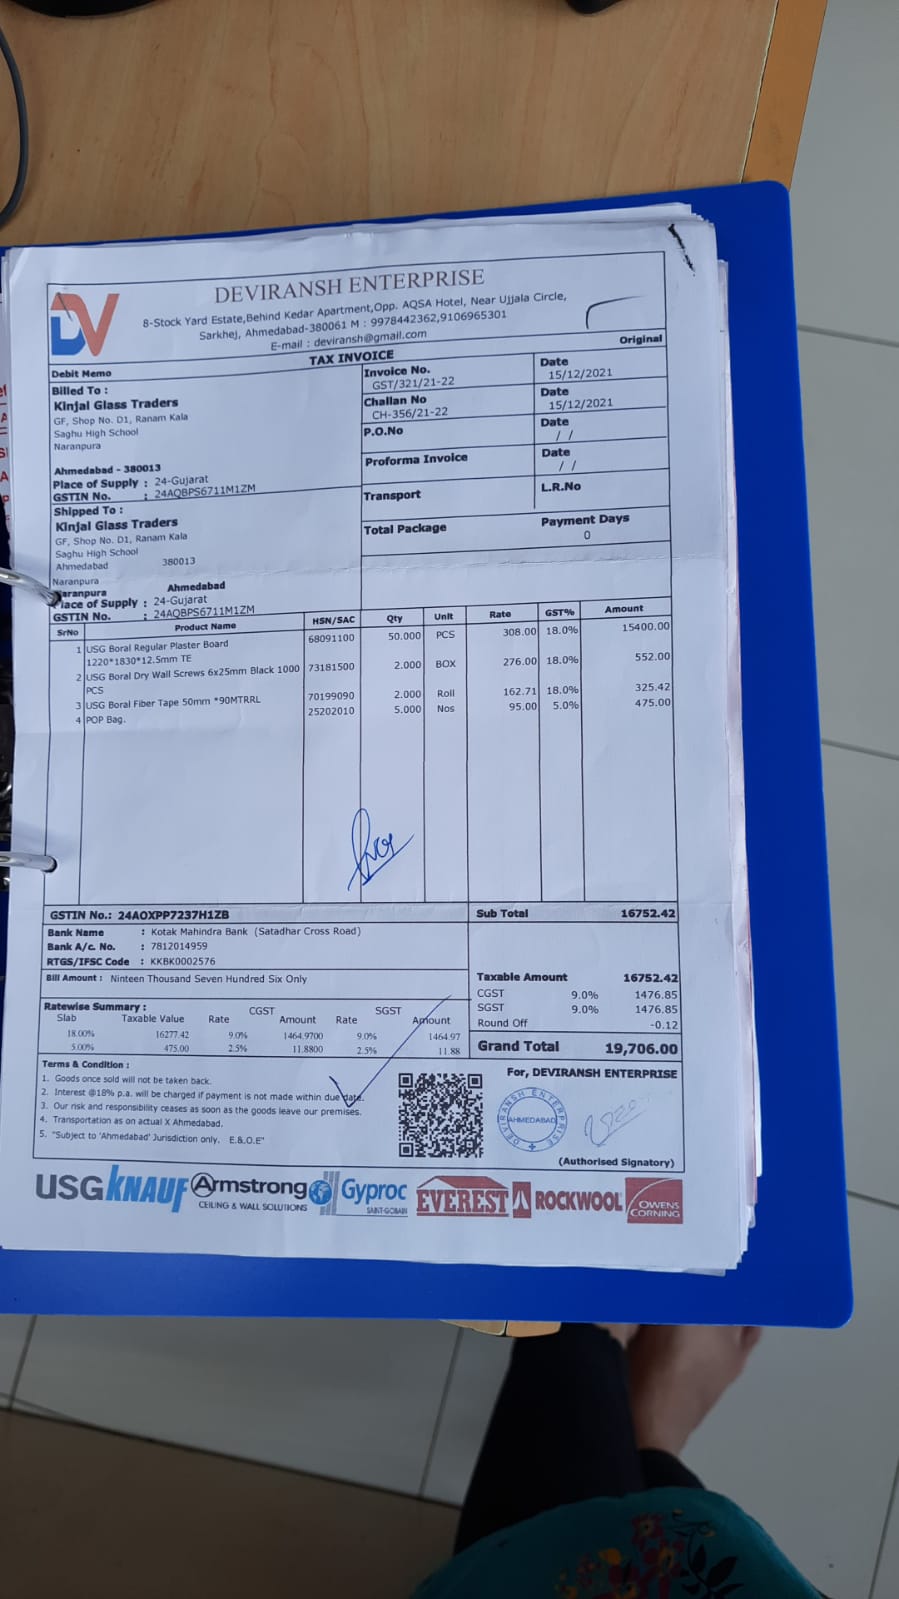 DV
DEVIRANSH ENTERPRISE
8-Stock Yard Estate,Behind Kedar Apartment,Opp. AQSA Hotel, Near Ujjala Circle,
Sarkhej, Ahmedabad-380061 M : 9978442362,9106965301
E-mail : deviransh@gmail.com
Debit Memo TAX INVOICE Original
Billed To :
Kinjal Glass Traders
GF, Shop No. D1, Ranam Kala
Saghu High School
Naranpura
Ahmedabad - 380013
Place of Supply : 24-Gujarat
GSTIN No. : 24AQBPS6711M1ZM
Invoice No. Date
GST/321/21-22 15/12/2021
Challan No Date
CH-356/21-22 15/12/2021
P.O.No Date
/ /
Proforma Invoice Date
/ /
Transport L.R.No
Total Package Payment Days
0
Shipped To :
Kinjal Glass Traders
GF, Shop No. D1, Ranam Kala
Saghu High School
Ahmedabad 380013
Naranpura
Naranpura Ahmedabad
Place of Supply : 24-Gujarat
GSTIN No. : 24AQBPS6711M1ZM
SrNo Product Name HSN/SAC Qty Unit Rate GST% Amount
1 USG Boral Regular Plaster Board 68091100 50.000 PCS 308.00 18.0% 15400.00
1220*1830*12.5mm TE
2 USG Boral Dry Wall Screws 6x25mm Black 1000 73181500 2.000 BOX 276.00 18.0% 552.00
PCS
3 USG Boral Fiber Tape 50mm *90MTRRL 70199090 2.000 Roll 162.71 18.0% 325.42
4 POP Bag. 25202010 5.000 Nos 95.00 5.0% 475.00
GSTIN No.: 24AOXPP7237H1ZB Sub Total 16752.42
Bank Name : Kotak Mahindra Bank (Satadhar Cross Road)
Bank A/c. No. : 7812014959
RTGS/IFSC Code : KKBK0002576
Bill Amount : Ninteen Thousand Seven Hundred Six Only
Taxable Amount 16752.42
CGST 9.0% 1476.85
SGST 9.0% 1476.85
Round Off -0.12
Grand Total 19,706.00
Ratewise Summary : CGST SGST
Slab Taxable Value Rate Amount Rate Amount
18.00% 16277.42 9.0% 1464.9700 9.0% 1464.97
5.00% 475.00 2.5% 11.8800 2.5% 11.88
Terms & Condition :
1. Goods once sold will not be taken back.
2. Interest @18% p.a. will be charged if payment is not made within due date.
3. Our risk and responsibility ceases as soon as the goods leave our premises.
4. Transportation as on actual X Ahmedabad.
5. "Subject to 'Ahmedabad' Jurisdiction only. E.&.O.E"
For, DEVIRANSH ENTERPRISE
DEVIRANSH ENTERPRISE
AHMEDABAD
(Authorised Signatory)
USG KNAUF Armstrong Gyproc EVEREST ROCKWOOL OWENS CORNING
CEILING & WALL SOLUTIONS SAINT-GOBAIN